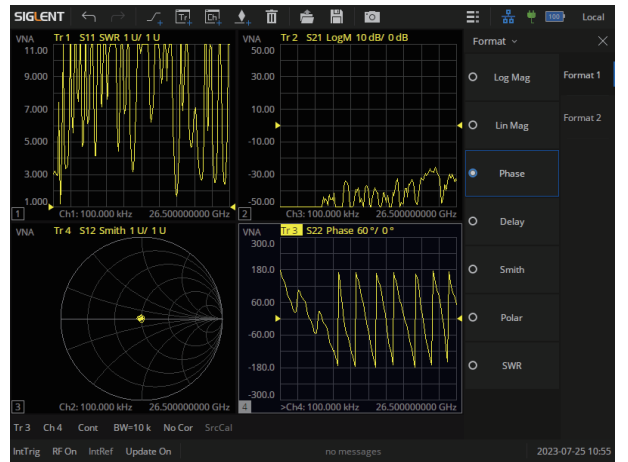 SIGLENT Tr Ch 100 Local
VNA Tr 1 S11 SWR 1 U/ 1 U
11.00
9.000
7.000
5.000
3.000
1.000
1 Ch1: 100.000 kHz 26.500000000 GHz
VNA Tr 2 S21 LogM 10 dB/ 0 dB
50.00
30.00
10.00
-10.00
-30.00
-50.00
2 Ch3: 100.000 kHz 26.500000000 GHz
VNA Tr 4 S12 Smith 1 U/ 1 U
3 Ch2: 100.000 kHz 26.500000000 GHz
VNA Tr 3 S22 Phase 60 °/ 0 °
300.0
180.0
60.00
-60.00
-180.0
-300.0
4 >Ch4: 100.000 kHz 26.500000000 GHz
Format
Log Mag
Lin Mag
Phase
Delay
Smith
Polar
SWR
Format 1
Format 2
Tr 3 Ch 4 Cont BW=10 k No Cor SrcCal
IntTrig RF On IntRef Update On no messages 2023-07-25 10:55